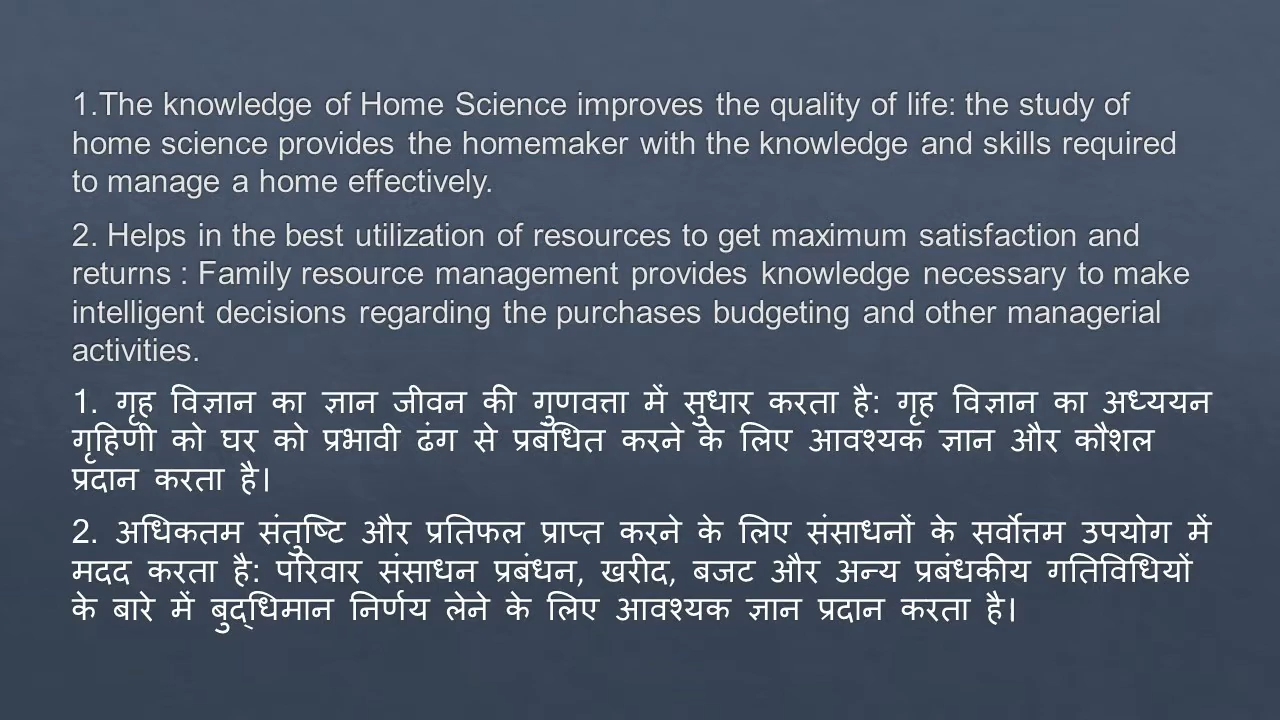 1.The knowledge of Home Science improves the quality of life: the study of
home science provides the homemaker with the knowledge and skills required
to manage a home effectively.
2. Helps in the best utilization of resources to get maximum satisfaction and
returns : Family resource management provides knowledge necessary to make
intelligent decisions regarding the purchases budgeting and other managerial
activities.
1. गृह विज्ञान का ज्ञान जीवन की गुणवत्ता में सुधार करता है: गृह विज्ञान का अध्ययन
गृहिणी को घर को प्रभावी ढंग से प्रबंधित करने के लिए आवश्यक ज्ञान और कौशल
प्रदान करता है।
2. अधिकतम संतुष्टि और प्रतिफल प्राप्त करने के लिए संसाधनों के सर्वोत्तम उपयोग में
मदद करता है: परिवार संसाधन प्रबंधन, खरीद, बजट और अन्य प्रबंधकीय गतिविधियों
के बारे में बुद्धिमान निर्णय लेने के लिए आवश्यक ज्ञान प्रदान करता है।